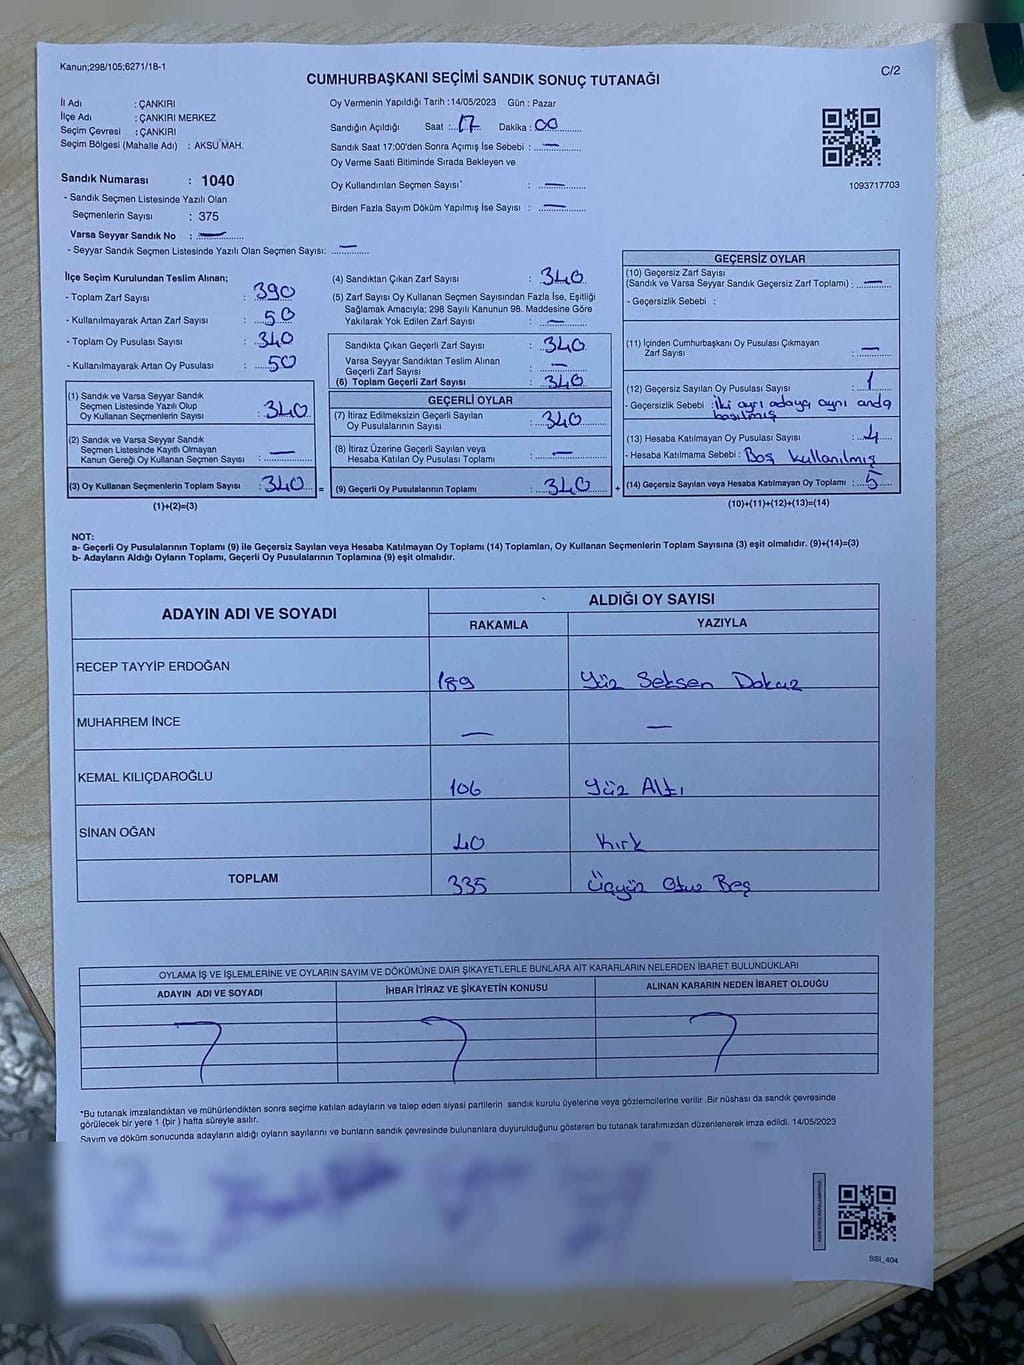 Kanun;298/105;6271/18-1
CUMHURBAŞKANI SEÇİMİ SANDIK SONUÇ TUTANAĞI
C/2
İl Adı : ÇANKIRI
İlçe Adı : ÇANKIRI MERKEZ
Seçim Çevresi : ÇANKIRI
Seçim Bölgesi (Mahalle Adı) : AKSU MAH.
Sandık Numarası : 1040
- Sandık Seçmen Listesinde Yazılı Olan
Seçmenlerin Sayısı : 375
Varsa Seyyar Sandık No : —
- Seyyar Sandık Seçmen Listesinde Yazılı Olan Seçmen Sayısı: —
Oy Vermenin Yapıldığı Tarih :14/05/2023 Gün : Pazar
Sandığın Açıldığı Saat : 17 Dakika : 00
Sandık Saat 17:00'den Sonra Açımış İse Sebebi : —
Oy Verme Saati Bitiminde Sırada Bekleyen ve
Oy Kullandırılan Seçmen Sayısı : —
Birden Fazla Sayım Döküm Yapılmış İse Sayısı : —
1093717703
İlçe Seçim Kurulundan Teslim Alınan;
- Toplam Zarf Sayısı : 390
- Kullanılmayarak Artan Zarf Sayısı : 50
- Toplam Oy Pusulası Sayısı : 340
- Kullanılmayarak Artan Oy Pusulası : 50
(1) Sandık ve Varsa Seyyar Sandık
Seçmen Listesinde Yazılı Olup
Oy Kullanan Seçmenlerin Sayısı : 340
(2) Sandık ve Varsa Seyyar Sandık
Seçmen Listesinde Kayıtlı Olmayan
Kanun Gereği Oy Kullanan Seçmen Sayısı : —
(3) Oy Kullanan Seçmenlerin Toplam Sayısı : 340 =
(1)+(2)=(3)
(4) Sandıktan Çıkan Zarf Sayısı : 340
(5) Zarf Sayısı Oy Kullanan Seçmen Sayısından Fazla İse, Eşitliği
Sağlamak Amacıyla; 298 Sayılı Kanunun 98. Maddesine Göre
Yakılarak Yok Edilen Zarf Sayısı : —
Sandıkta Çıkan Geçerli Zarf Sayısı : 340
Varsa Seyyar Sandıktan Teslim Alınan
Geçerli Zarf Sayısı : —
(6) Toplam Geçerli Zarf Sayısı : 340
GEÇERLİ OYLAR
(7) İtiraz Edilmeksizin Geçerli Sayılan
Oy Pusulalarının Sayısı : 340
(8) İtiraz Üzerine Geçerli Sayılan veya
Hesaba Katılan Oy Pusulası Toplamı : —
(9) Geçerli Oy Pusulalarının Toplamı : 340 +
GEÇERSİZ OYLAR
(10) Geçersiz Zarf Sayısı
(Sandık ve Varsa Seyyar Sandık Geçersiz Zarf Toplamı) : —
- Geçersizlik Sebebi :
(11) İçinden Cumhurbaşkanı Oy Pusulası Çıkmayan
Zarf Sayısı : —
(12) Geçersiz Sayılan Oy Pusulası Sayısı : 1
- Geçersizlik Sebebi : İki ayrı adaya aynı anda
basılmış
(13) Hesaba Katılmayan Oy Pusulası Sayısı : 4
- Hesaba Katılmama Sebebi : Boş kullanılmış
(14) Geçersiz Sayılan veya Hesaba Katılmayan Oy Toplamı : 5
(10)+(11)+(12)+(13)=(14)
NOT:
a- Geçerli Oy Pusulalarının Toplamı (9) ile Geçersiz Sayılan veya Hesaba Katılmayan Oy Toplamı (14) Toplamları, Oy Kullanan Seçmenlerin Toplam Sayısına (3) eşit olmalıdır. (9)+(14)=(3)
b- Adayların Aldığı Oyların Toplamı, Geçerli Oy Pusulalarının Toplamına (9) eşit olmalıdır.
ADAYIN ADI VE SOYADI
ALDIĞI OY SAYISI
RAKAMLA YAZIYLA
RECEP TAYYİP ERDOĞAN 189 Yüz Seksen Dokuz
MUHARREM İNCE — —
KEMAL KILIÇDAROĞLU 106 Yüz Altı
SİNAN OĞAN 40 Kırk
TOPLAM 335 Üçyüz Otuz Beş
OYLAMA İŞ VE İŞLEMLERİNE VE OYLARIN SAYIM VE DÖKÜMÜNE DAİR ŞİKAYETLERLE BUNLARA AİT KARARLARIN NELERDEN İBARET BULUNDUKLARI
ADAYIN ADI VE SOYADI İHBAR İTİRAZ VE ŞİKAYETİN KONUSU ALINAN KARARIN NEDEN İBARET OLDUĞU
*Bu tutanak imzalandıktan ve mühürlendikten sonra seçime katılan adayların ve talep eden siyasi partilerin sandık kurulu üyelerine veya gözlemcilerine verilir .Bir nüshası da sandık çevresinde
görülecek bir yere 1 (bir ) hafta süreyle asılır.
Sayım ve döküm sonucunda adayların aldığı oyların sayılarını ve bunların sandık çevresinde bulunanlara duyurulduğunu gösteren bu tutanak tarafımızdan düzenlenerek imza edildi. 14/05/2023
SSI_404